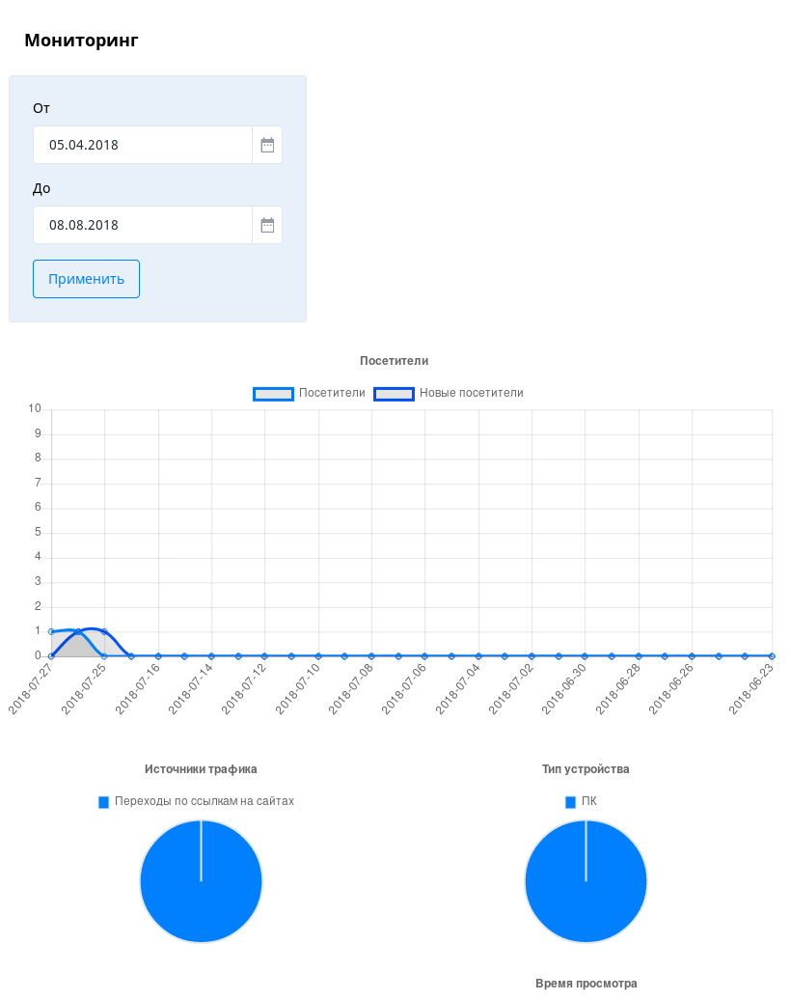 Мониторинг
От
05.04.2018
До
08.08.2018
Применить
Посетители
Посетители Новые посетители
10
9
8
7
6
5
4
3
2
1
0
2018-07-27 2018-07-25 2018-07-16 2018-07-14 2018-07-12 2018-07-10 2018-07-08 2018-07-06 2018-07-04 2018-07-02 2018-06-30 2018-06-28 2018-06-26 2018-06-23
Источники трафика
Переходы по ссылкам на сайтах
Тип устройства
ПК
Время просмотра